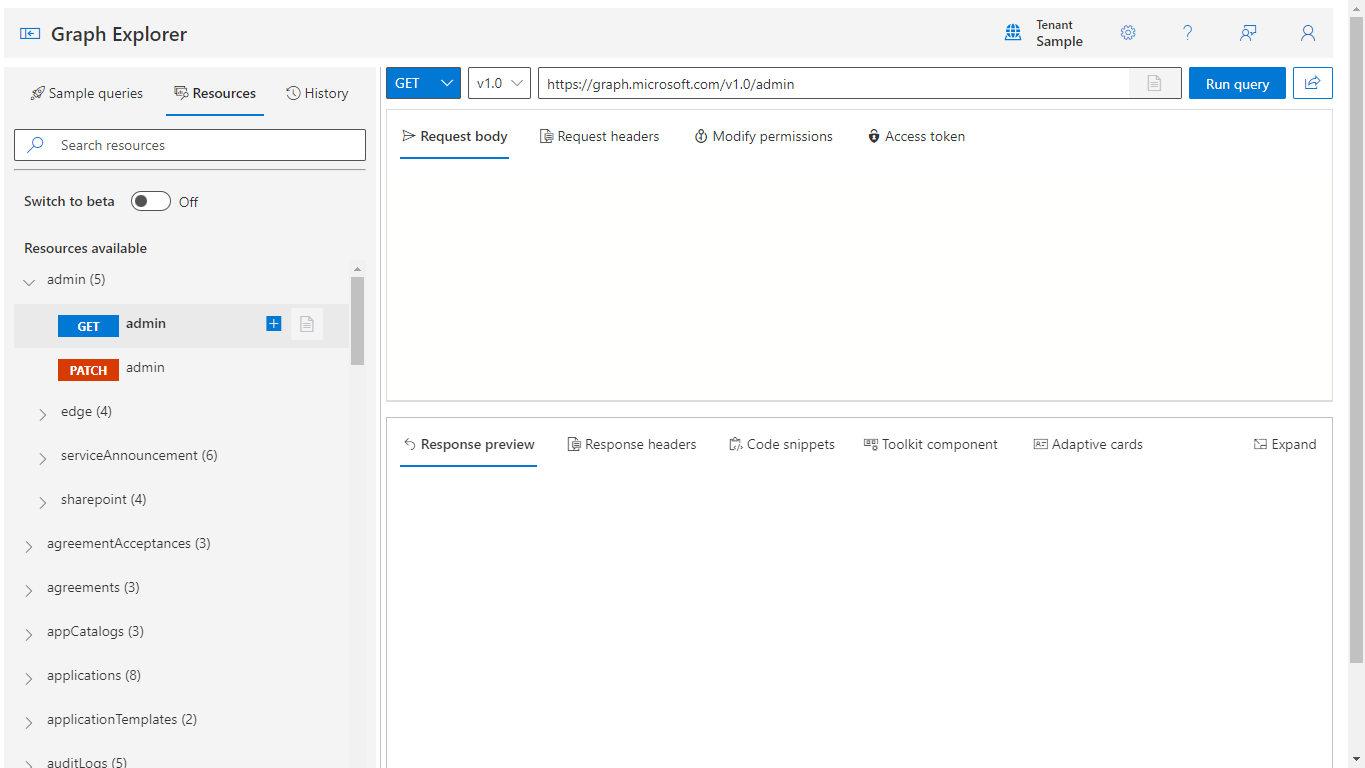 Graph Explorer
Tenant
Sample
Sample queries
Resources
History
Search resources
Switch to beta
Off
Resources available
admin (5)
GET admin
PATCH admin
edge (4)
serviceAnnouncement (6)
sharepoint (4)
agreementAcceptances (3)
agreements (3)
appCatalogs (3)
applications (8)
applicationTemplates (2)
auditLogs (5)
GET
v1.0
https://graph.microsoft.com/v1.0/admin
Run query
Request body
Request headers
Modify permissions
Access token
Response preview
Response headers
Code snippets
Toolkit component
Adaptive cards
Expand